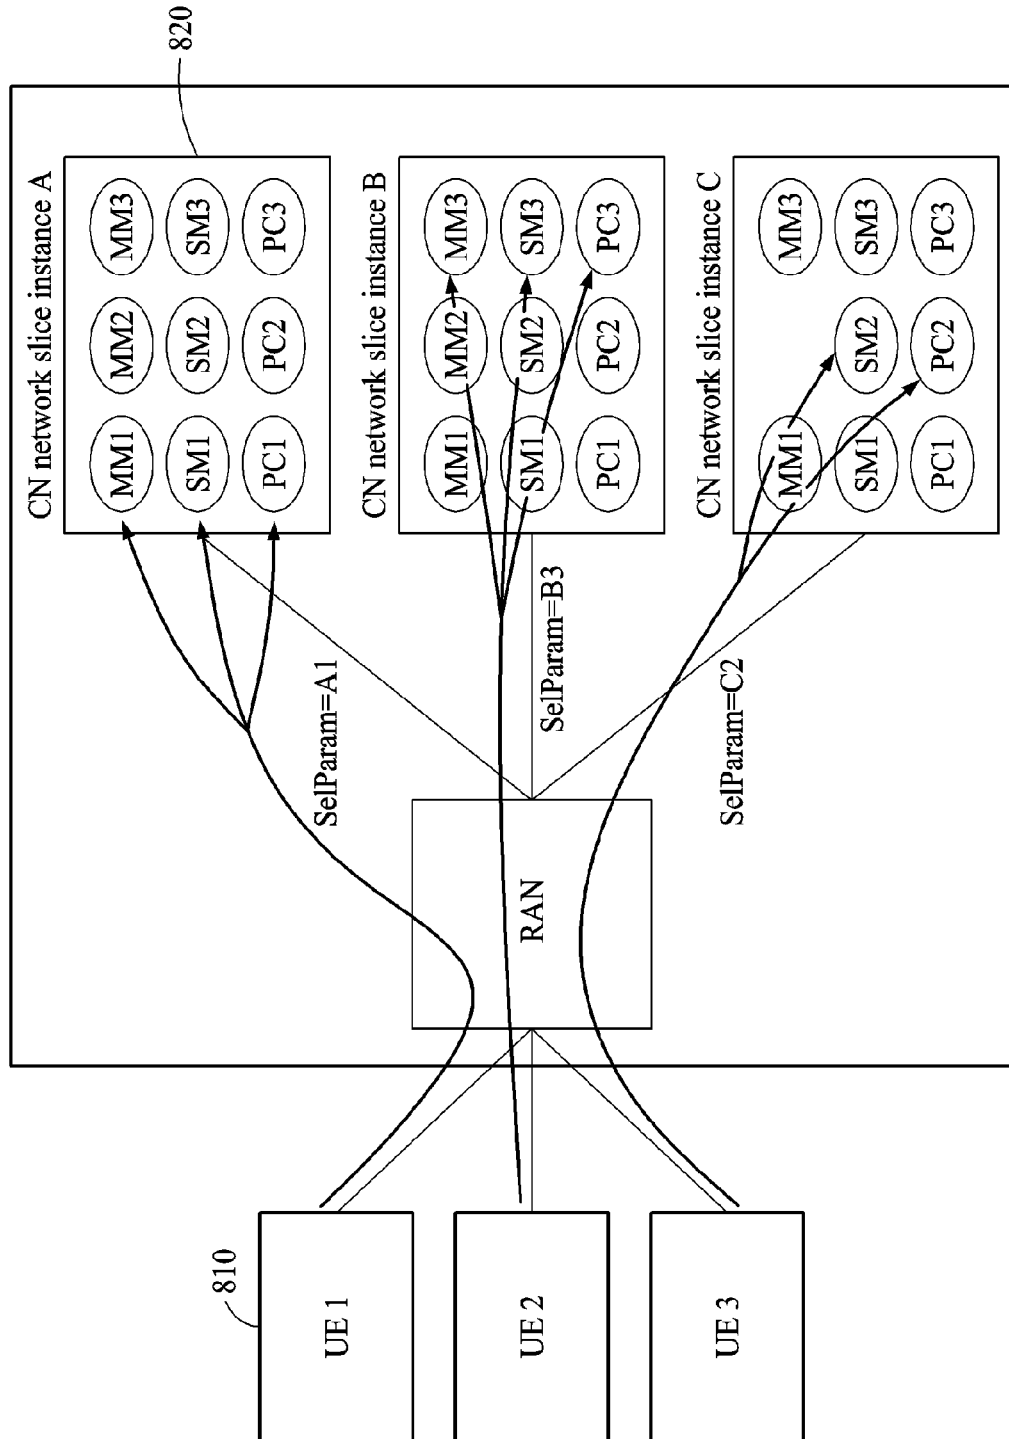 820
CN network slice instance A
MM1 MM2 MM3
SM1 SM2 SM3
PC1 PC2 PC3
810
UE 1
SelParam=A1
CN network slice instance B
MM1 MM2 MM3
SM1 SM2 SM3
PC1 PC2 PC3
UE 2
RAN
SelParam=B3
CN network slice instance C
MM1 MM3
SM1 SM2 SM3
PC1 PC2 PC3
UE 3
SelParam=C2